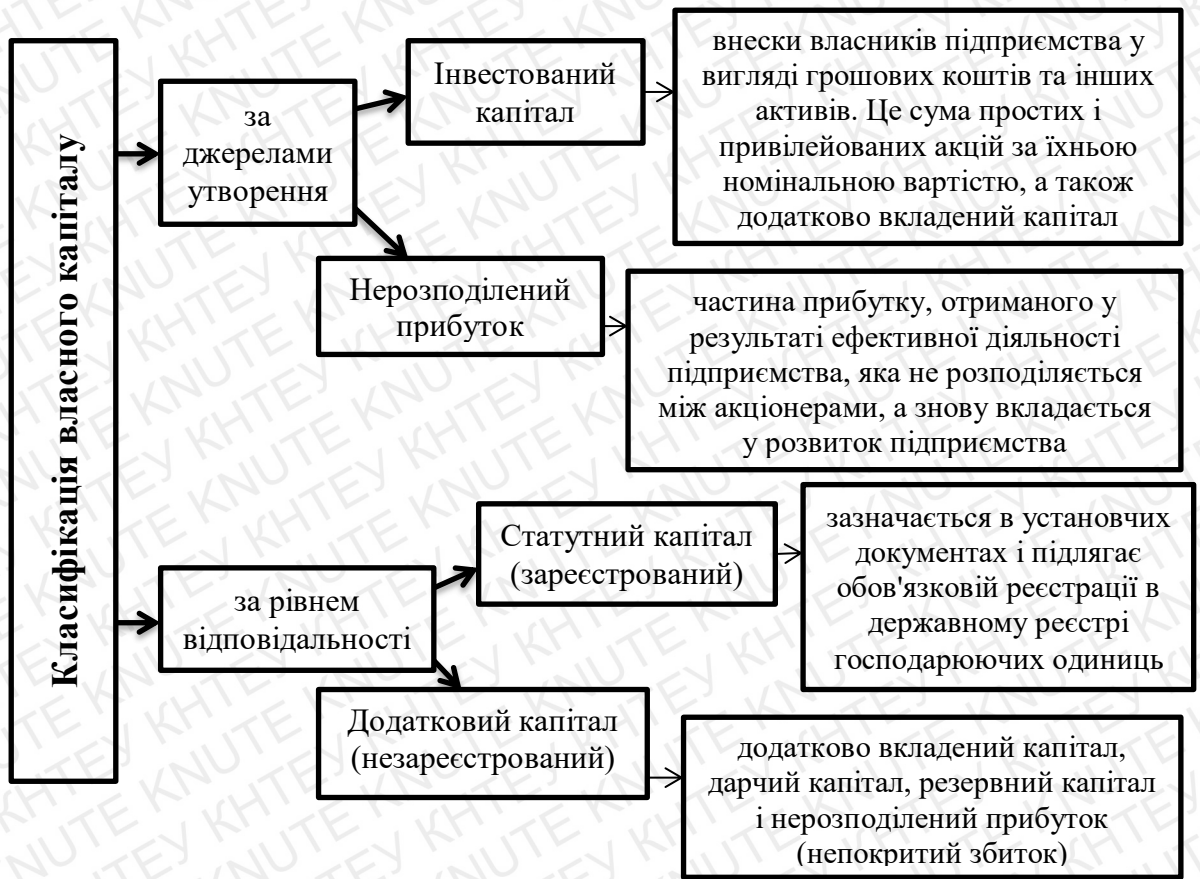 Класифікація власного капіталу
за
джерелами
утворення
Інвестований
капітал
внески власників підприємства у
вигляді грошових коштів та інших
активів. Це сума простих і
привілейованих акцій за їхньою
номінальною вартістю, а також
додатково вкладений капітал
Нерозподілений
прибуток
частина прибутку, отриманого у
результаті ефективної діяльності
підприємства, яка не розподіляється
між акціонерами, а знову вкладається
у розвиток підприємства
за рівнем
відповідальності
Статутний капітал
(зареєстрований)
зазначається в установчих
документах і підлягає
обов'язковій реєстрації в
державному реєстрі
господарюючих одиниць
Додатковий капітал
(незареєстрований)
додатково вкладений капітал,
дарчий капітал, резервний капітал
і нерозподілений прибуток
(непокритий збиток)